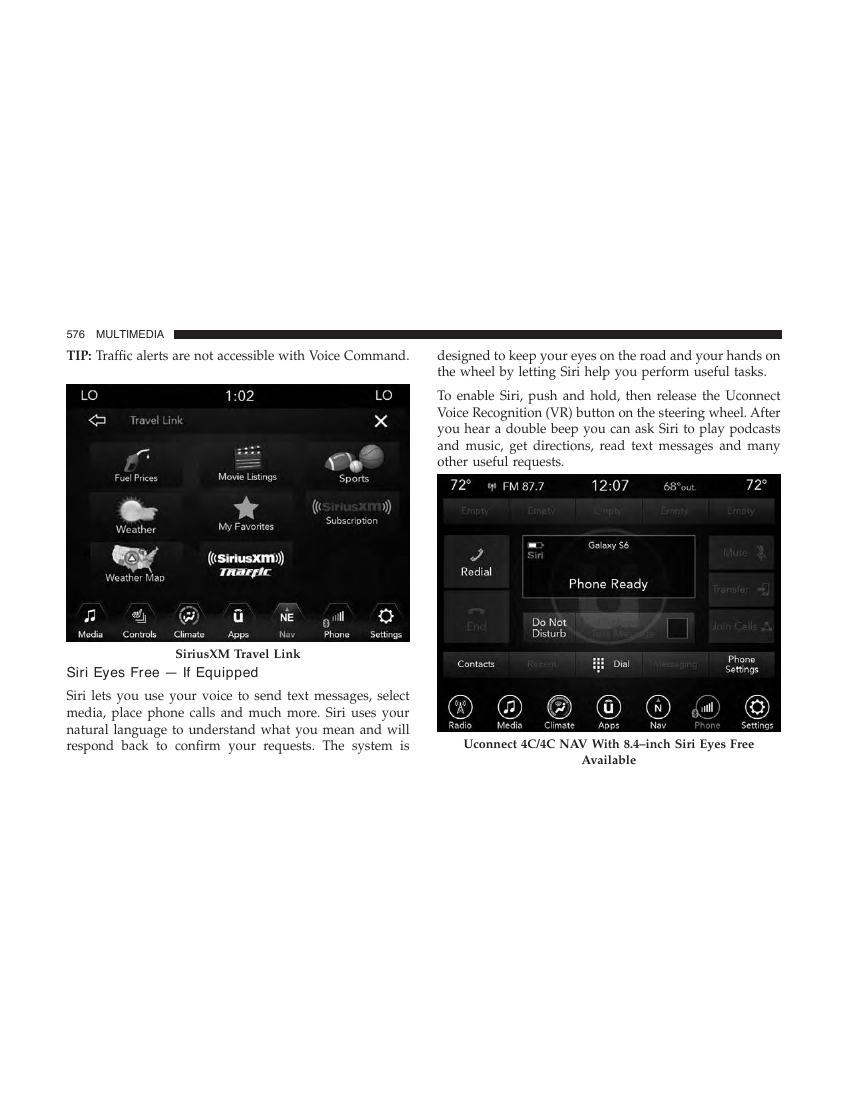 576 MULTIMEDIA
TIP: Traffic alerts are not accessible with Voice Command.
LO 1:02 LO
Travel Link
Fuel Prices Movie Listings Sports
Weather My Favorites ((SiriusXM)) Subscription
Weather Map ((SiriusXM)) Traffic
NE
Media Controls Climate Apps Nav Phone Settings
SiriusXM Travel Link
Siri Eyes Free — If Equipped
Siri lets you use your voice to send text messages, select
media, place phone calls and much more. Siri uses your
natural language to understand what you mean and will
respond back to confirm your requests. The system is
designed to keep your eyes on the road and your hands on
the wheel by letting Siri help you perform useful tasks.
To enable Siri, push and hold, then release the Uconnect
Voice Recognition (VR) button on the steering wheel. After
you hear a double beep you can ask Siri to play podcasts
and music, get directions, read text messages and many
other useful requests.
72° FM 87.7 12:07 68°out. 72°
Empty Empty Empty Empty Empty
Siri Galaxy S6 Mute
Redial Phone Ready Transfer
End Do Not Disturb Join Calls
Contacts Recent Dial Messaging Phone Settings
N
Radio Media Climate Apps Nav Phone Settings
Uconnect 4C/4C NAV With 8.4–inch Siri Eyes Free
Available